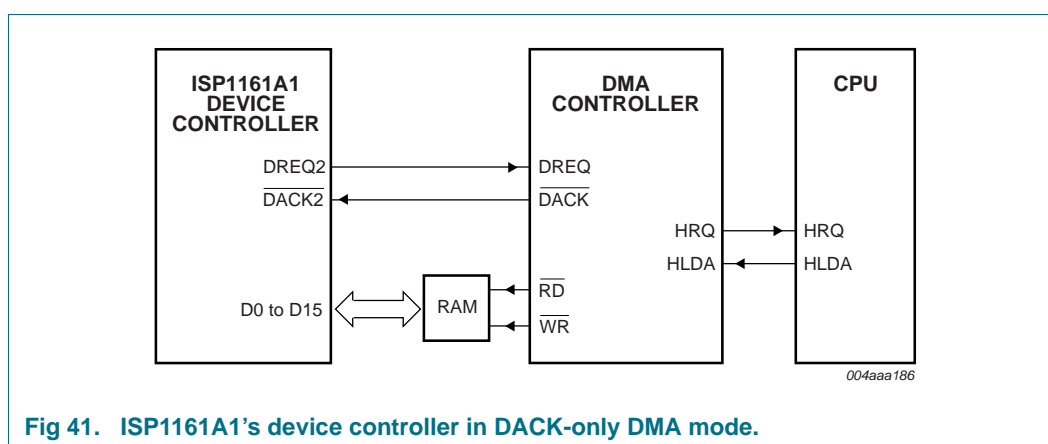 ISP1161A1
DEVICE
CONTROLLER
DREQ2
DACK2
D0 to D15
RAM
DMA
CONTROLLER
DREQ
DACK
HRQ
HLDA
RD
WR
CPU
HRQ
HLDA
004aaa186
Fig 41. ISP1161A1's device controller in DACK-only DMA mode.